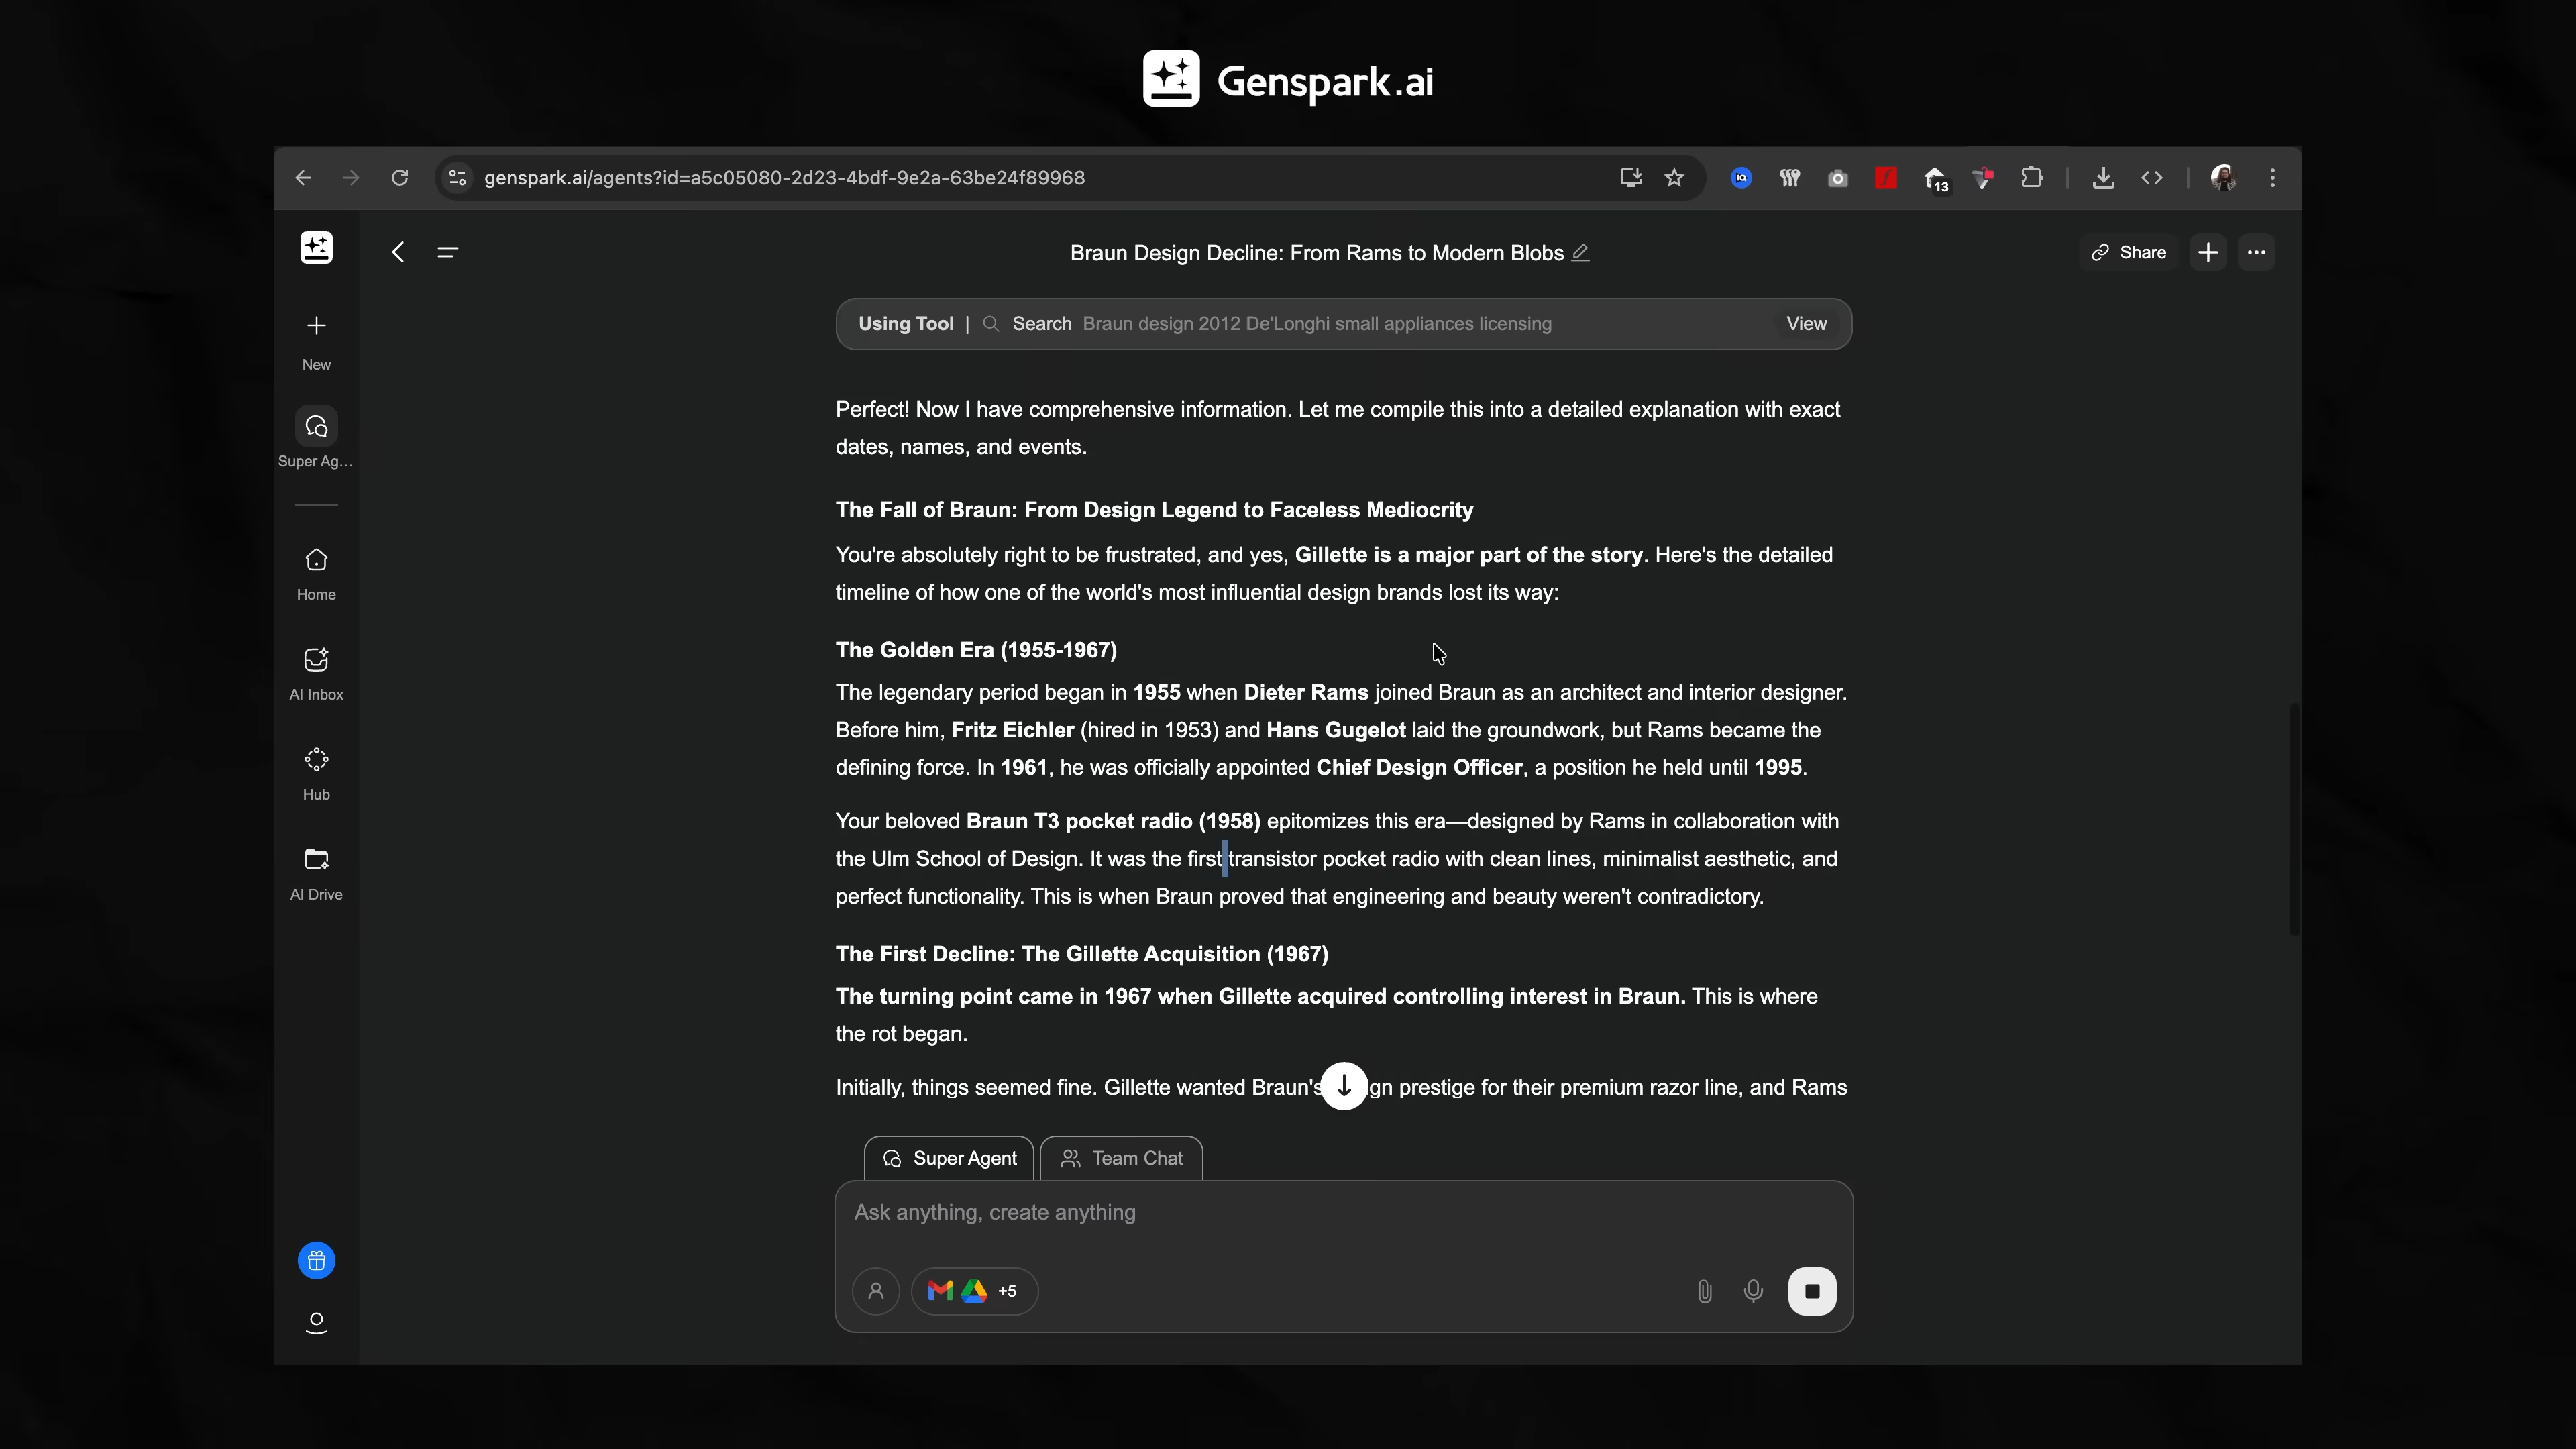 Genspark.ai
genspark.ai/agents?id=a5c05080-2d23-4bdf-9e2a-63be24f89968
13
Braun Design Decline: From Rams to Modern Blobs
Share
New
Super Ag...
Home
AI Inbox
Hub
AI Drive
Using Tool | Search Braun design 2012 De'Longhi small appliances licensing View
Perfect! Now I have comprehensive information. Let me compile this into a detailed explanation with exact
dates, names, and events.
The Fall of Braun: From Design Legend to Faceless Mediocrity
You're absolutely right to be frustrated, and yes, Gillette is a major part of the story. Here's the detailed
timeline of how one of the world's most influential design brands lost its way:
The Golden Era (1955-1967)
The legendary period began in 1955 when Dieter Rams joined Braun as an architect and interior designer.
Before him, Fritz Eichler (hired in 1953) and Hans Gugelot laid the groundwork, but Rams became the
defining force. In 1961, he was officially appointed Chief Design Officer, a position he held until 1995.
Your beloved Braun T3 pocket radio (1958) epitomizes this era—designed by Rams in collaboration with
the Ulm School of Design. It was the first transistor pocket radio with clean lines, minimalist aesthetic, and
perfect functionality. This is when Braun proved that engineering and beauty weren't contradictory.
The First Decline: The Gillette Acquisition (1967)
The turning point came in 1967 when Gillette acquired controlling interest in Braun. This is where
the rot began.
Initially, things seemed fine. Gillette wanted Braun's gn prestige for their premium razor line, and Rams
Super Agent
Team Chat
Ask anything, create anything
+5